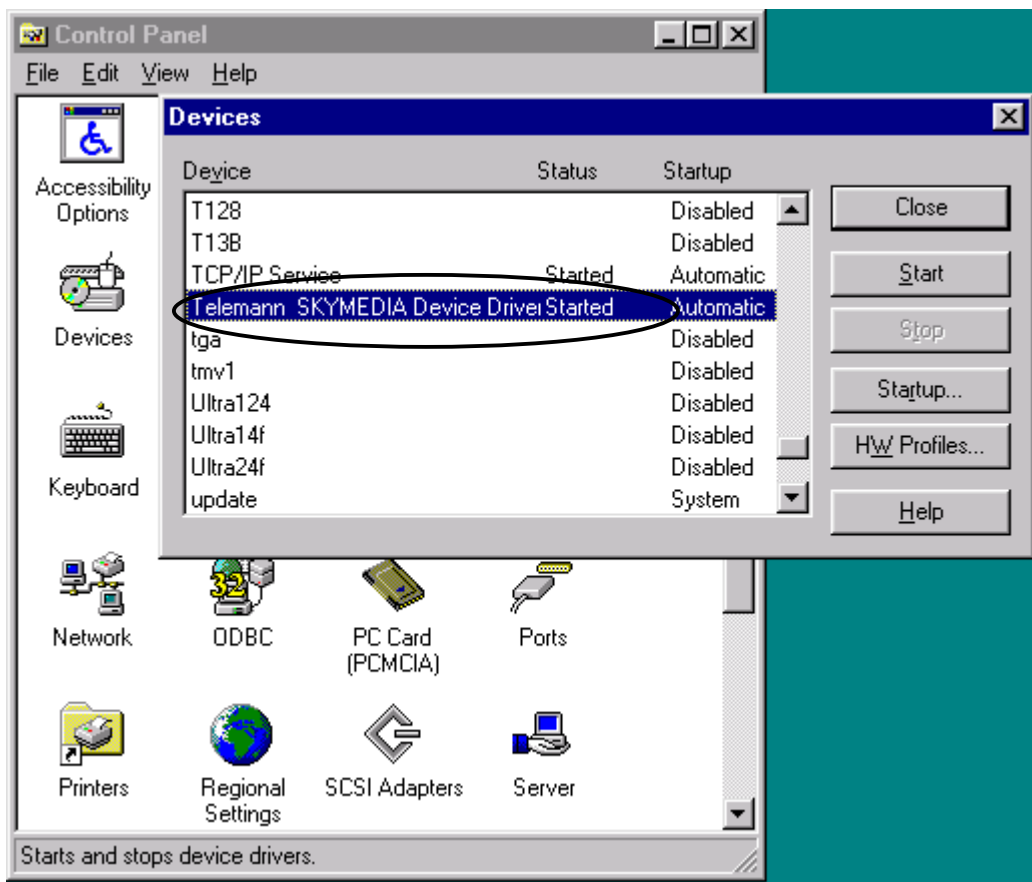 Control Panel
File Edit View Help
Devices
Device Status Startup
T128 Disabled
T13B Disabled
TCP/IP Service Started Automatic
Telemann SKYMEDIA Device Driver Started Automatic
tga Disabled
tmv1 Disabled
Ultra124 Disabled
Ultra14f Disabled
Ultra24f Disabled
update System
Close
Start
Stop
Startup...
HW Profiles...
Help
Accessibility
Options
Devices
Keyboard
Network
ODBC
32
PC Card
(PCMCIA)
Ports
Printers
Regional
Settings
SCSI Adapters
Server
Starts and stops device drivers.